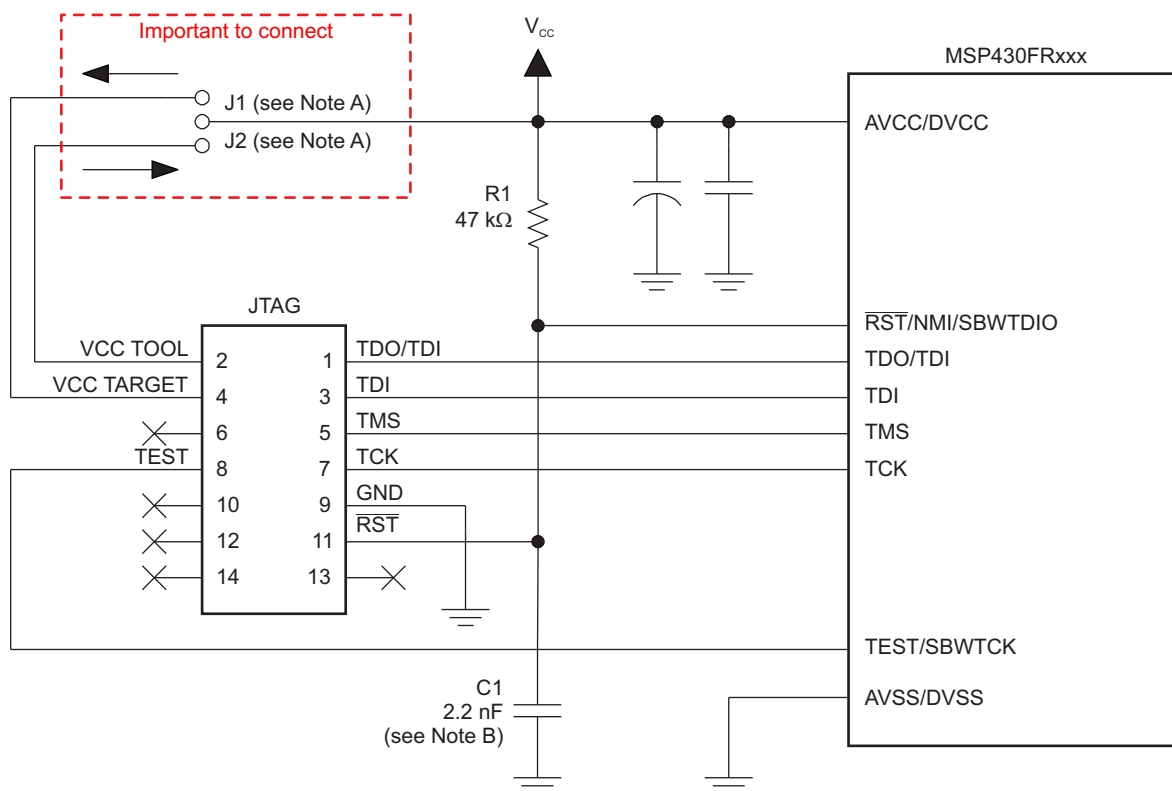 Important to connect
V_CC
MSP430FRxxx
J1 (see Note A)
J2 (see Note A)
AVCC/DVCC
R1
47 kΩ
JTAG
R̅S̅T̅/NMI/SBWTDIO
VCC TOOL
2
1
TDO/TDI
TDO/TDI
VCC TARGET
4
3
TDI
TDI
6
5
TMS
TMS
TEST
8
7
TCK
TCK
10
9
GND
12
11
R̅S̅T̅
14
13
TEST/SBWTCK
C1
2.2 nF
(see Note B)
AVSS/DVSS